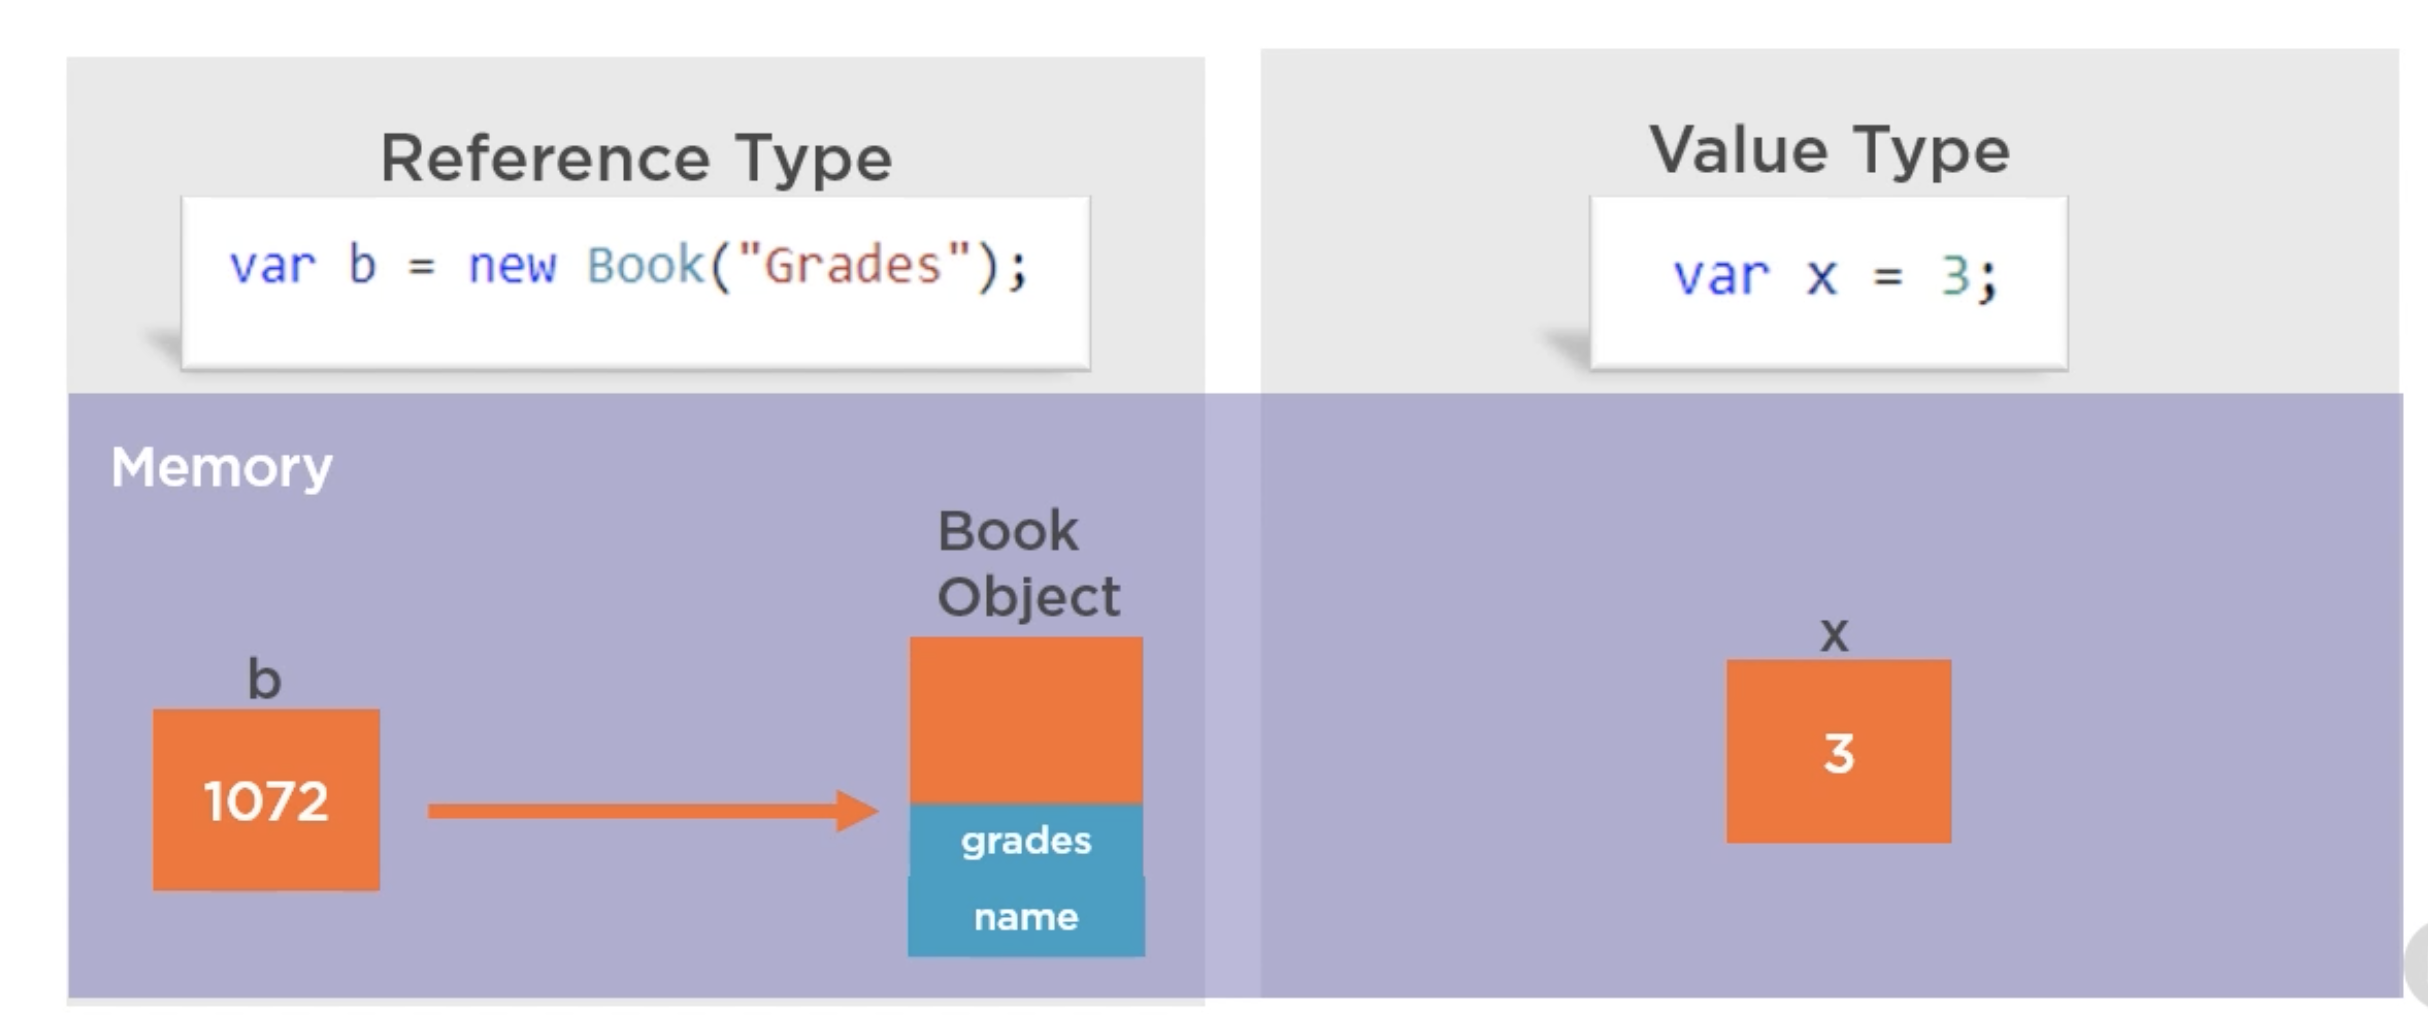 Reference Type
var b = new Book("Grades");
Value Type
var x = 3;
Memory
Book
Object
b
1072
grades
name
x
3